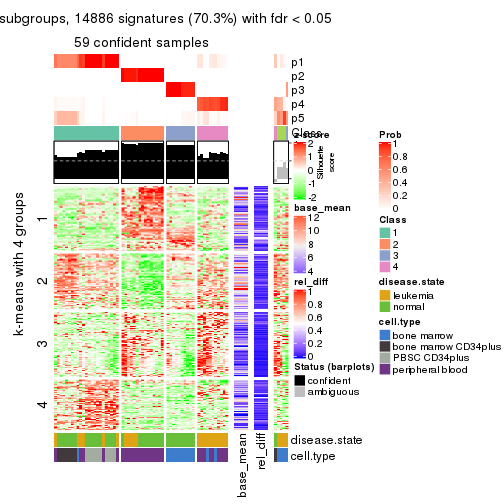 subgroups, 14886 signatures (70.3%) with fdr < 0.05
59 confident samples
p1
p2
p3
p4
p5
Class
Silhouette
score
k-means with 4 groups
1
2
3
4
base_mean
rel_diff
disease.state
cell.type
z-score
2
1
0
-1
-2
base_mean
12
10
8
6
4
rel_diff
1
0.8
0.6
0.4
0.2
0
Status (barplots)
confident
ambiguous
Prob
1
0.8
0.6
0.4
0.2
0
Class
1
2
3
4
disease.state
leukemia
normal
cell.type
bone marrow
bone marrow CD34plus
PBSC CD34plus
peripheral blood